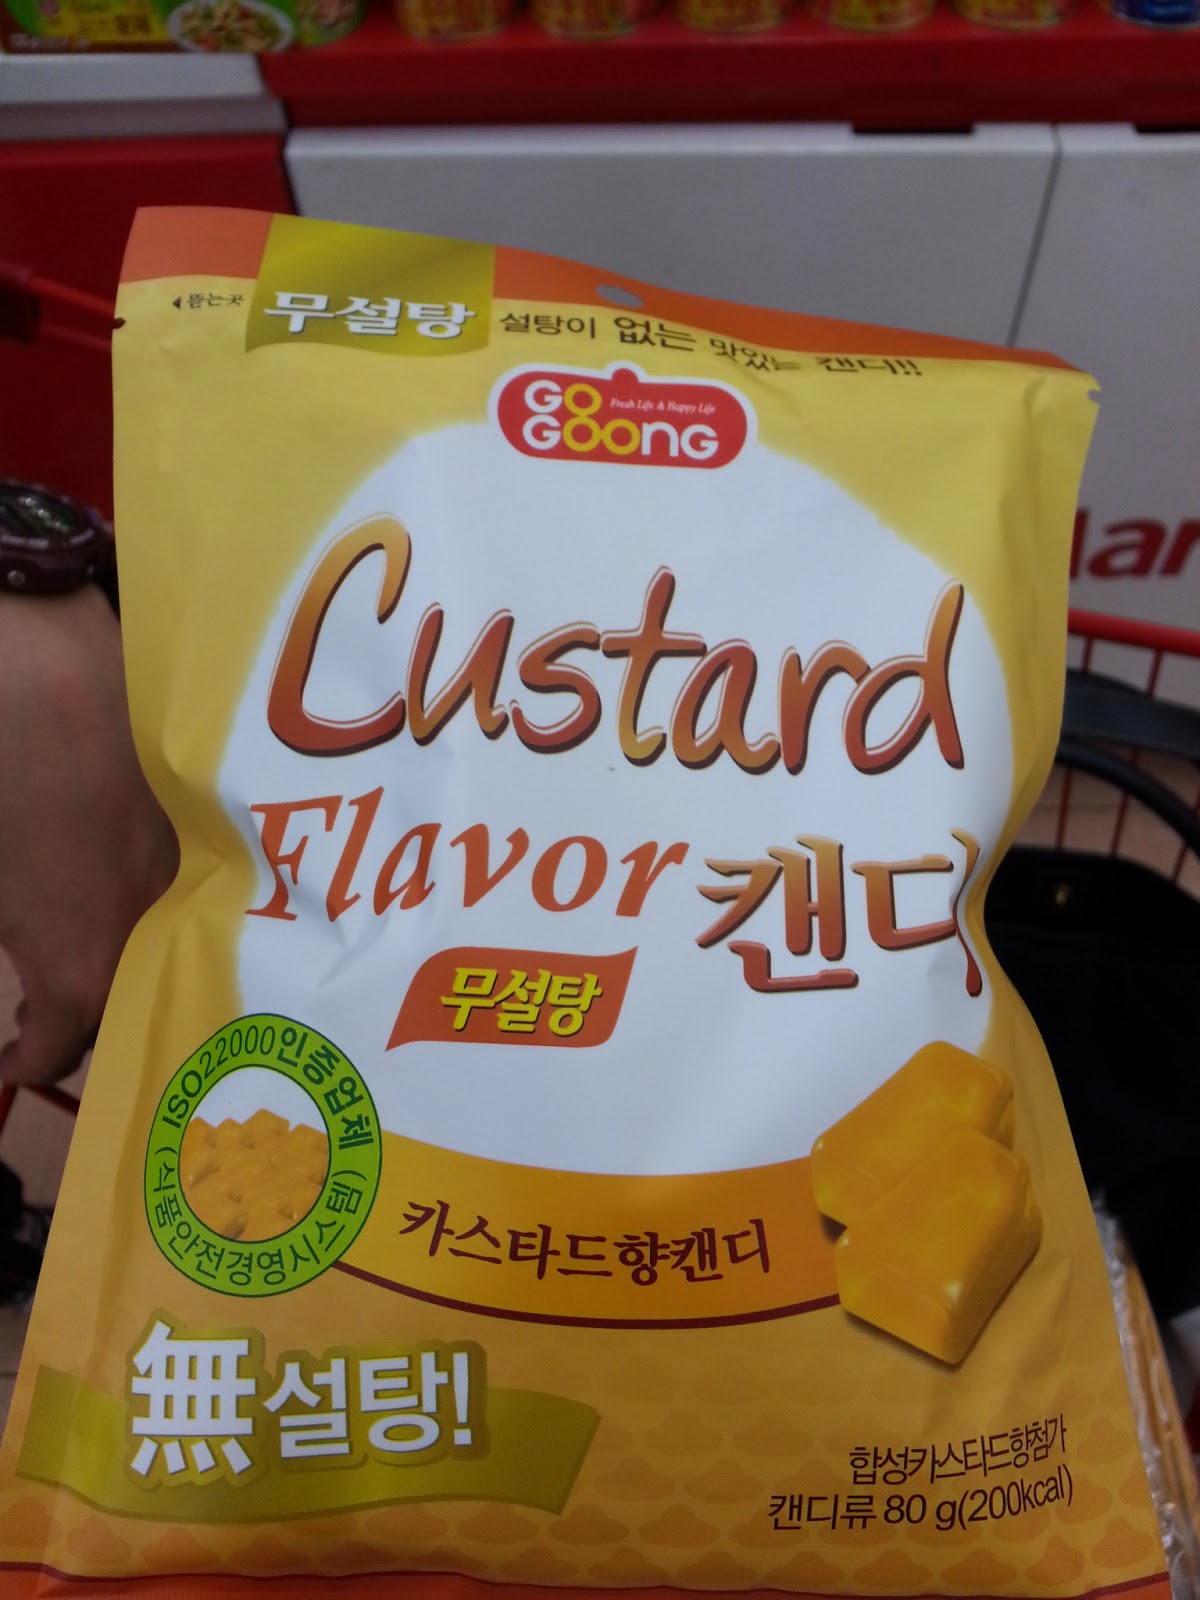 ◀뜯는곳
무설탕 설탕이 없는 맛있는 캔디!!
GO Fresh Life & Happy Life
GOONG
Custard
Flavor 캔디
무설탕
ISO22000인증업체 (식품안전경영시스템)
카스타드향캔디
無설탕!
합성카스타드향첨가
캔디류 80 g(200kcal)